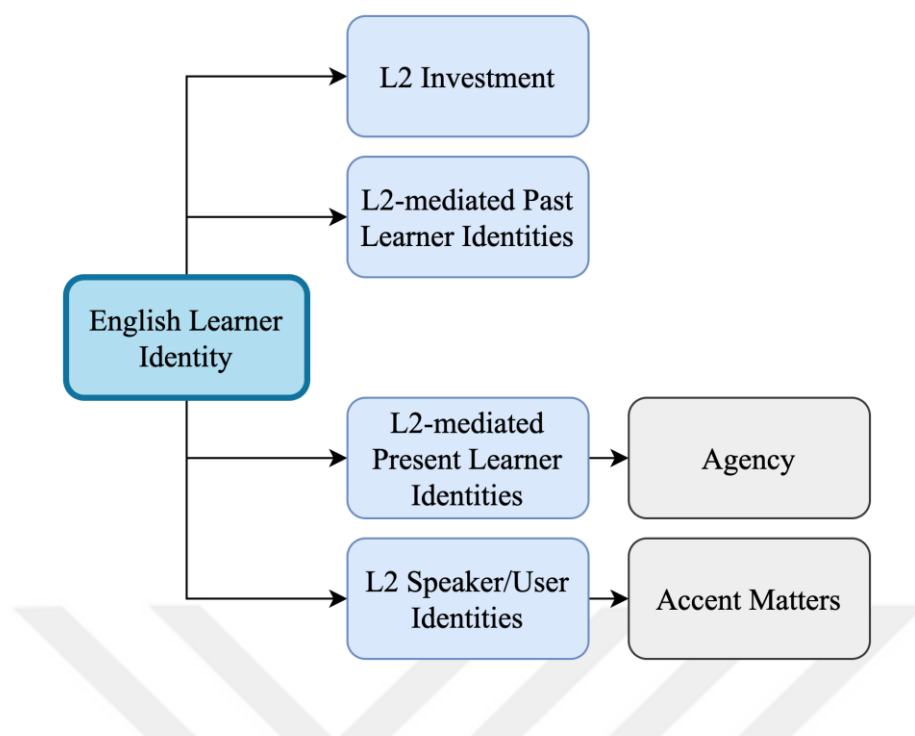 L2 Investment
L2-mediated Past
Learner Identities
English Learner
Identity
L2-mediated
Present Learner
Identities
Agency
L2 Speaker/User
Identities
Accent Matters